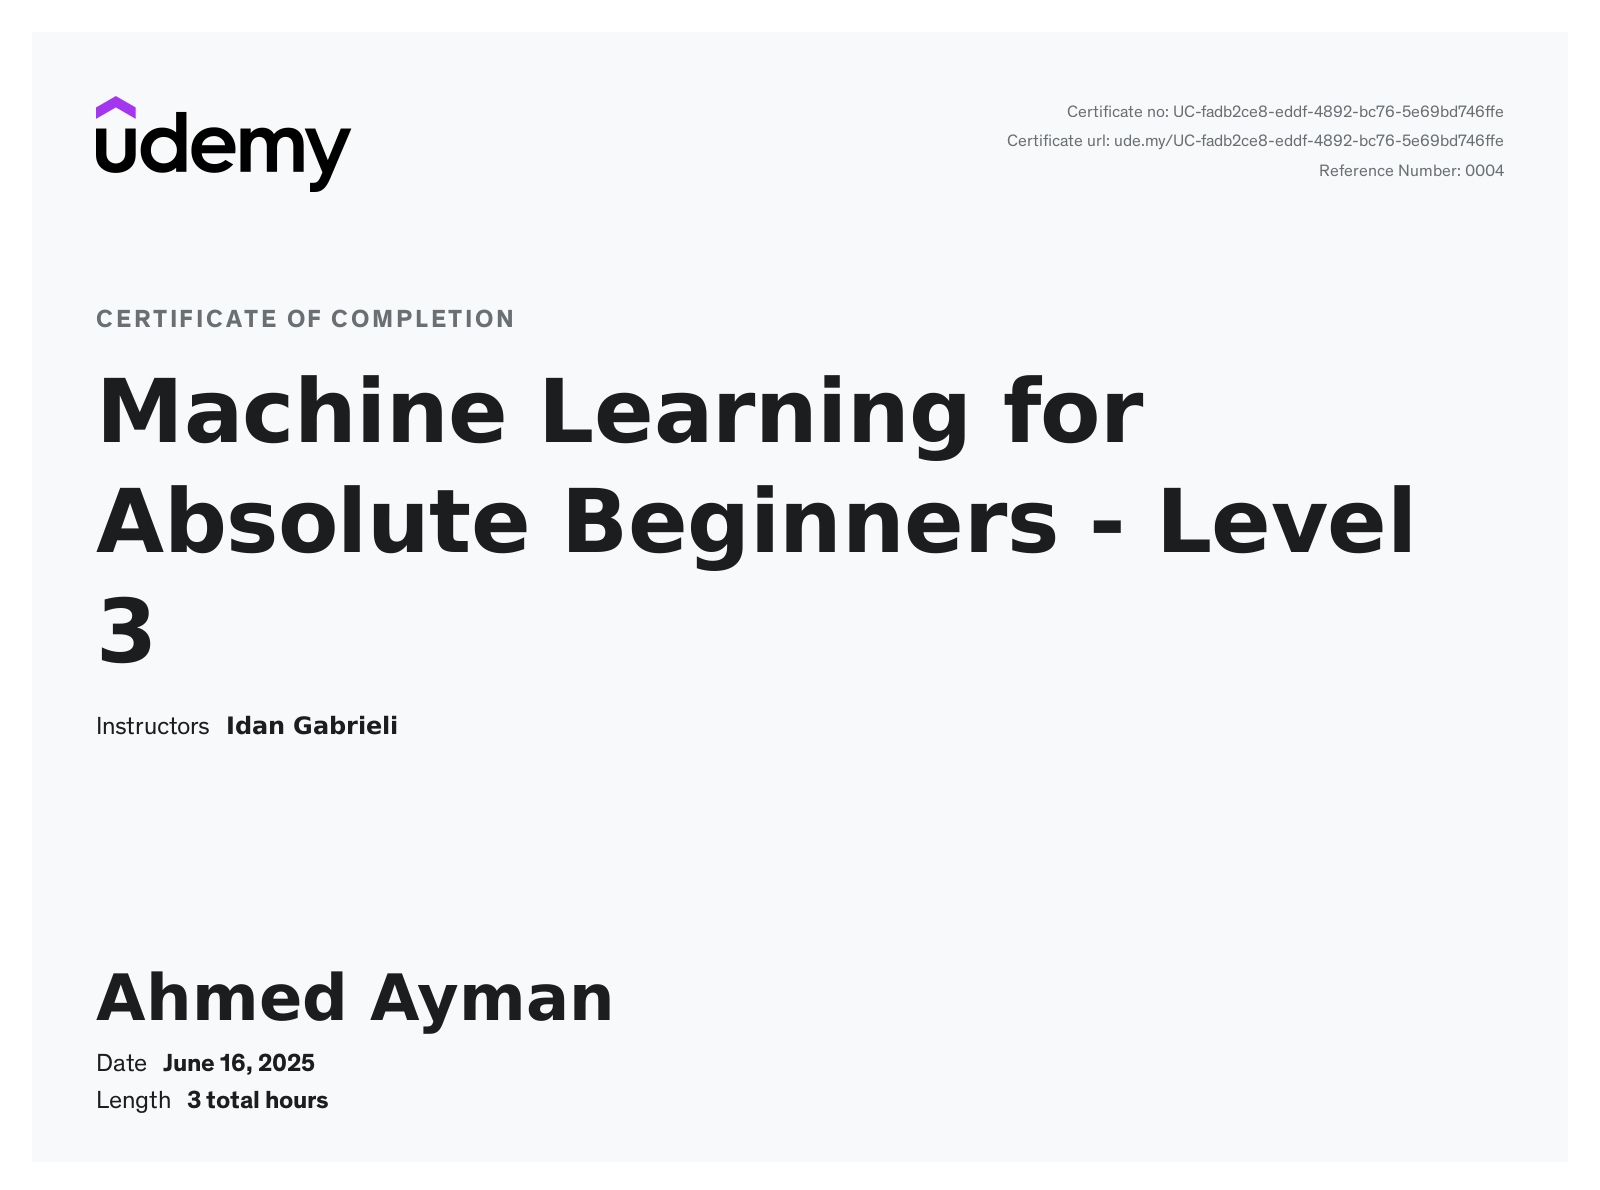 udemy
Certificate no: UC-fadb2ce8-eddf-4892-bc76-5e69bd746ffe
Certificate url: ude.my/UC-fadb2ce8-eddf-4892-bc76-5e69bd746ffe
Reference Number: 0004
CERTIFICATE OF COMPLETION
Machine Learning for
Absolute Beginners - Level
3
Instructors Idan Gabrieli
Ahmed Ayman
Date June 16, 2025
Length 3 total hours